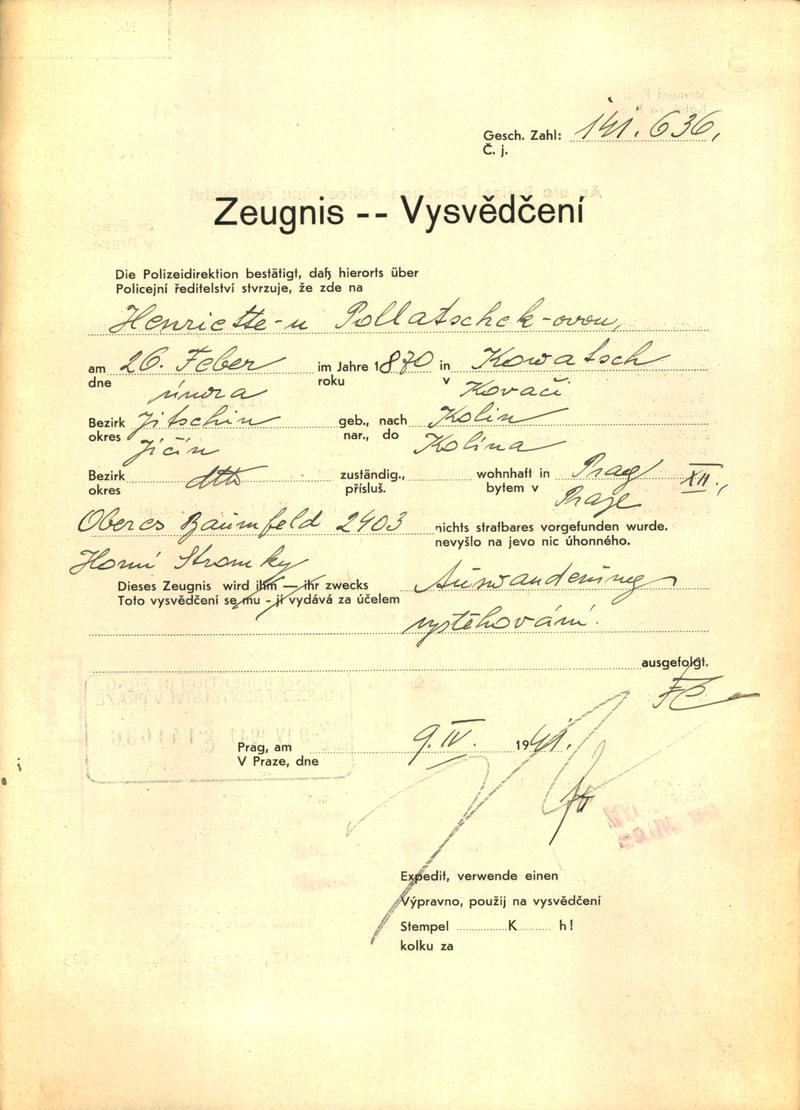 Gesch. Zahl: 141.636,
Č. j.
Zeugnis -- Vysvědčení
Die Polizeidirektion bestätigt, daß hierorts über
Policejní ředitelství stvrzuje, že zde na
Henriette-u Pollatschek-ovou,
am 26. Feber im Jahre 1870 in Kowatsch
dne února roku v Kovači
Bezirk Jitschin geb., nach Kolin
okres Jičín nar., do Kolína
Bezirk dtto zuständig., wohnhaft in Prag XII.,
okres přísluš. bytem v Praze
Oberes Baumfeld 2403 nichts strafbares vorgefunden wurde.
Horní Stromky nevyšlo na jevo nic úhonného.
Dieses Zeugnis wird ihm — ihr zwecks Auswanderung
Toto vysvědčení se mu - jí vydává za účelem
vystěhování.
ausgefolgt.
Prag, am 9. IV. 1941.
V Praze, dne
Expedit, verwende einen
Výpravno, použij na vysvědčení
Stempel K h!
kolku za